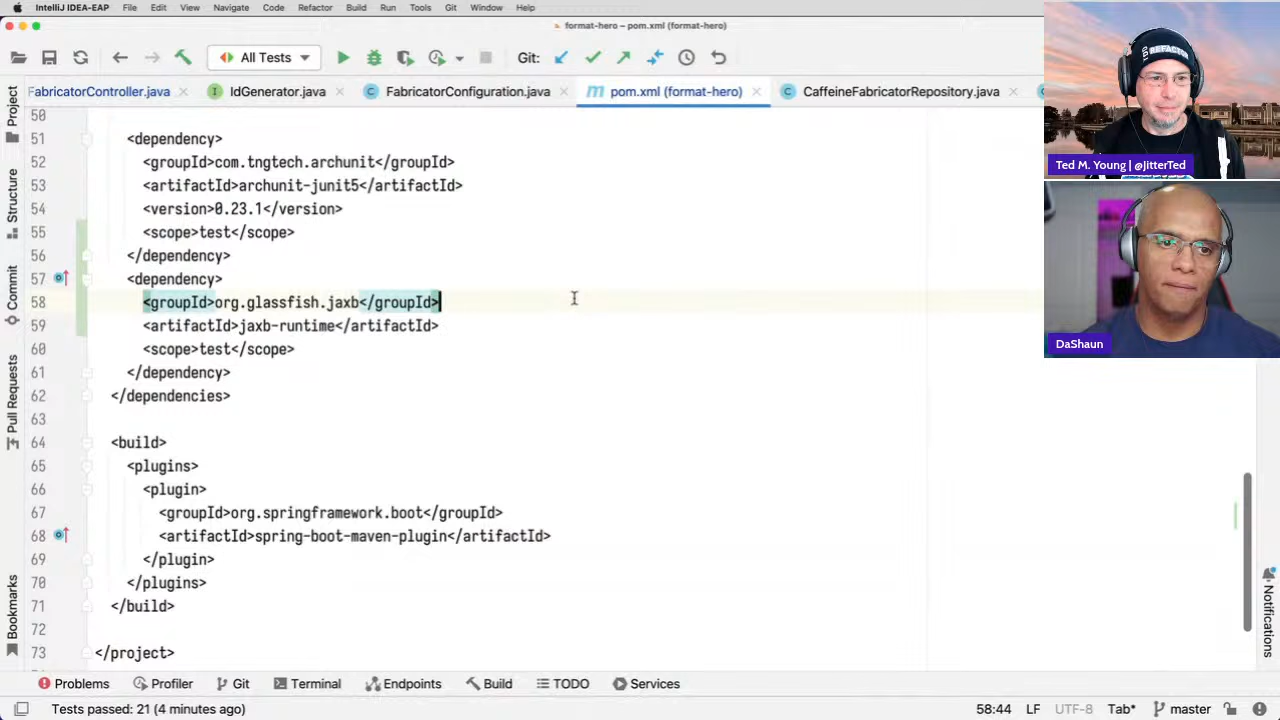 IntelliJ IDEA-EAP File Edit View Navigate Code Refactor Build Run Tools Git Window Help
format-hero – pom.xml (format-hero)
All Tests Git:
FabricatorController.java IdGenerator.java FabricatorConfiguration.java pom.xml (format-hero) CaffeineFabricatorRepository.java
Project
Structure
Commit
Pull Requests
Bookmarks
50
51 <dependency>
52 <groupId>com.tngtech.archunit</groupId>
53 <artifactId>archunit-junit5</artifactId>
54 <version>0.23.1</version>
55 <scope>test</scope>
56 </dependency>
57 <dependency>
58 <groupId>org.glassfish.jaxb</groupId>
59 <artifactId>jaxb-runtime</artifactId>
60 <scope>test</scope>
61 </dependency>
62 </dependencies>
63
64 <build>
65 <plugins>
66 <plugin>
67 <groupId>org.springframework.boot</groupId>
68 <artifactId>spring-boot-maven-plugin</artifactId>
69 </plugin>
70 </plugins>
71 </build>
72
73 </project>
REFACTOR
Ted M. Young | @JitterTed
DaShaun
Notifications
Problems Profiler Git Terminal Endpoints Build TODO Services
Tests passed: 21 (4 minutes ago) 58:44 LF UTF-8 Tab* master